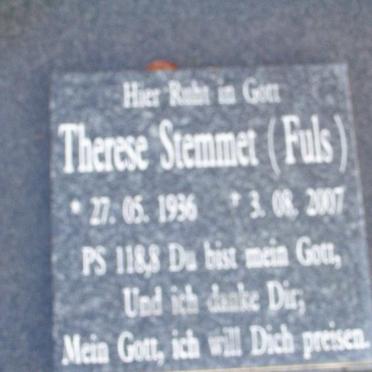 Hier Ruht in Gott
Therese Stemmet (Fuls)
* 27. 05. 1936 † 3. 08. 2007
PS 118,8 Du bist mein Gott,
Und ich danke Dir;
Mein Gott, ich will Dich preisen.